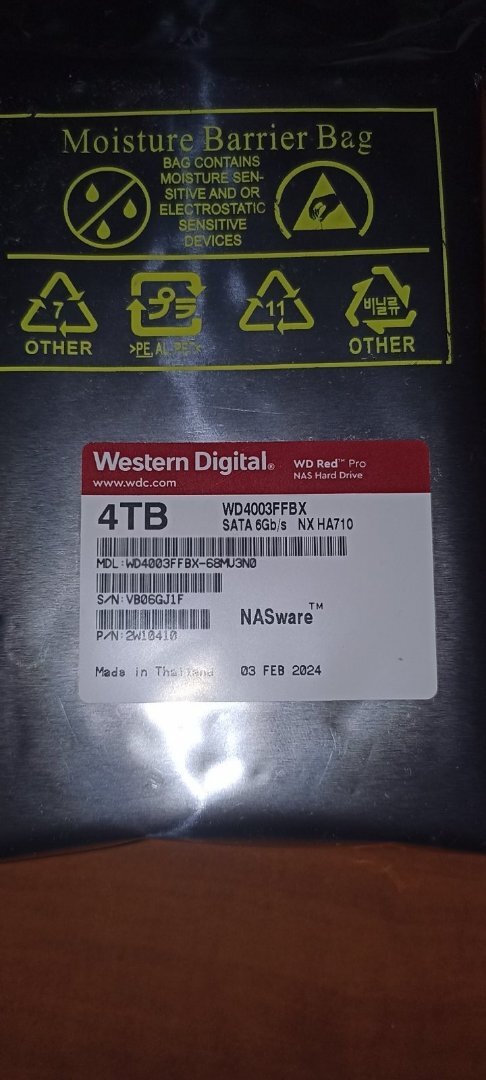 Moisture Barrier Bag
BAG CONTAINS
MOISTURE SEN-
SITIVE AND OR
ELECTROSTATIC
SENSITIVE
DEVICES
7
OTHER
プラ
>PE, AL, PET<
11
비닐류
OTHER
Western Digital®
www.wdc.com
WD Red™ Pro
NAS Hard Drive
4TB
WD4003FFBX
SATA 6Gb/s NX HA710
MDL: WD4003FFBX-68MU3N0
S/N: VB06GJ1F
P/N: 2W10410
NASware™
Made in Thailand
03 FEB 2024